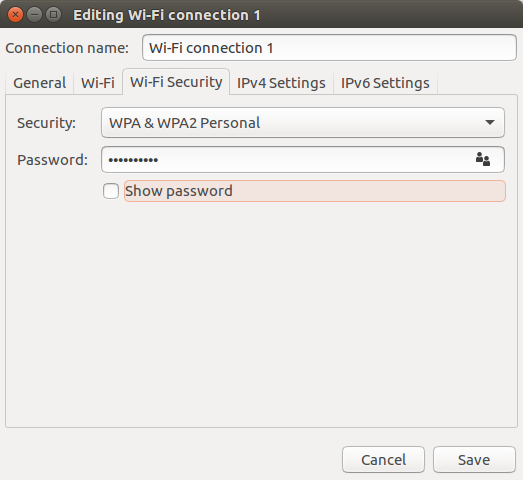 Editing Wi-Fi connection 1
Connection name: Wi-Fi connection 1
General Wi-Fi Wi-Fi Security IPv4 Settings IPv6 Settings
Security: WPA & WPA2 Personal
Password: ••••••••••
Show password
Cancel Save